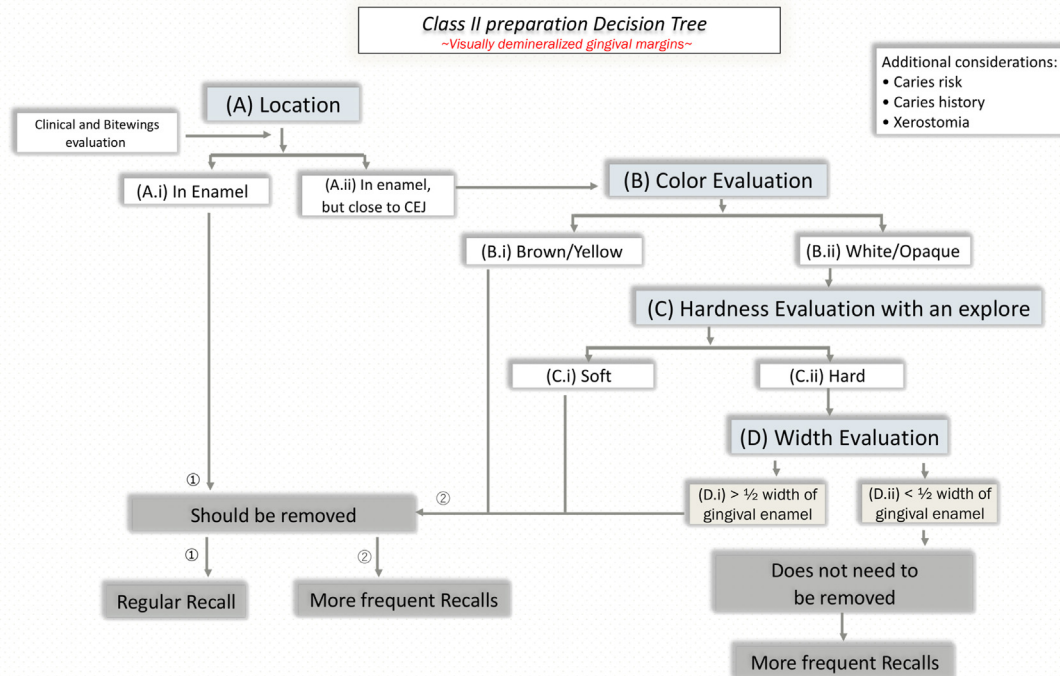 Class II preparation Decision Tree
~Visually demineralized gingival margins~
Additional considerations:
• Caries risk
• Caries history
• Xerostomia
(A) Location
Clinical and Bitewings
evaluation
(A.i) In Enamel
(A.ii) In enamel,
but close to CEJ
(B) Color Evaluation
(B.i) Brown/Yellow
(B.ii) White/Opaque
(C) Hardness Evaluation with an explore
(C.i) Soft
(C.ii) Hard
(D) Width Evaluation
(D.i) > ½ width of
gingival enamel
(D.ii) < ½ width of
gingival enamel
①
②
Should be removed
①
②
Regular Recall
More frequent Recalls
Does not need to
be removed
More frequent Recalls